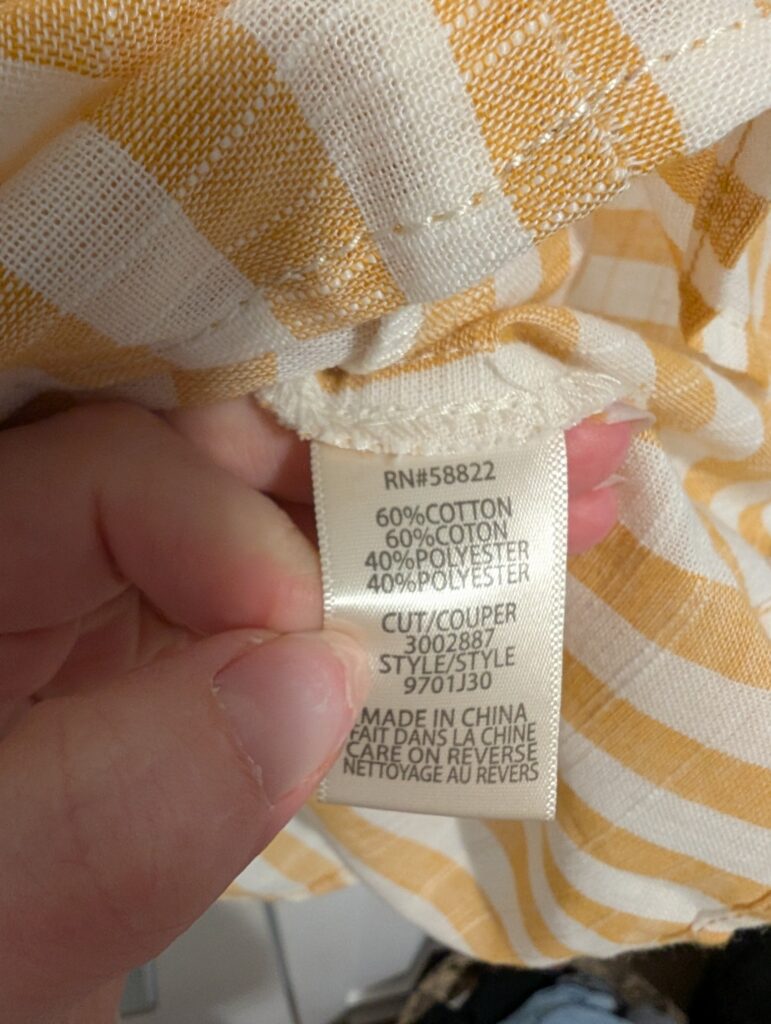 RN#58822
60%COTTON
60%COTON
40%POLYESTER
40%POLYESTER
CUT/COUPER
3002887
STYLE/STYLE
9701J30
MADE IN CHINA
FAIT DANS LA CHINE
CARE ON REVERSE
NETTOYAGE AU REVERS